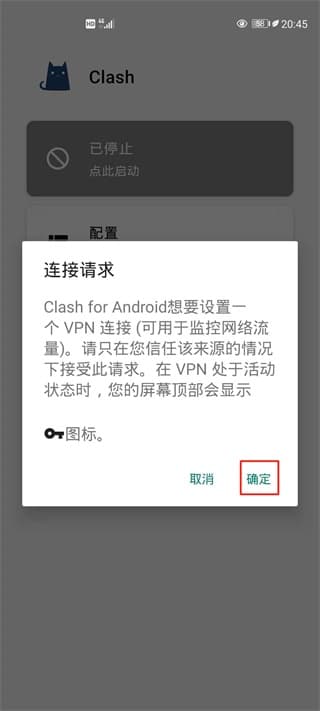 HD 4G 58 20:45
Clash
已停止
点此启动
配置
连接请求
Clash for Android想要设置一
个 VPN 连接 (可用于监控网络流
量)。请只在您信任该来源的情况
下接受此请求。在 VPN 处于活动
状态时，您的屏幕顶部会显示
图标。
取消 确定